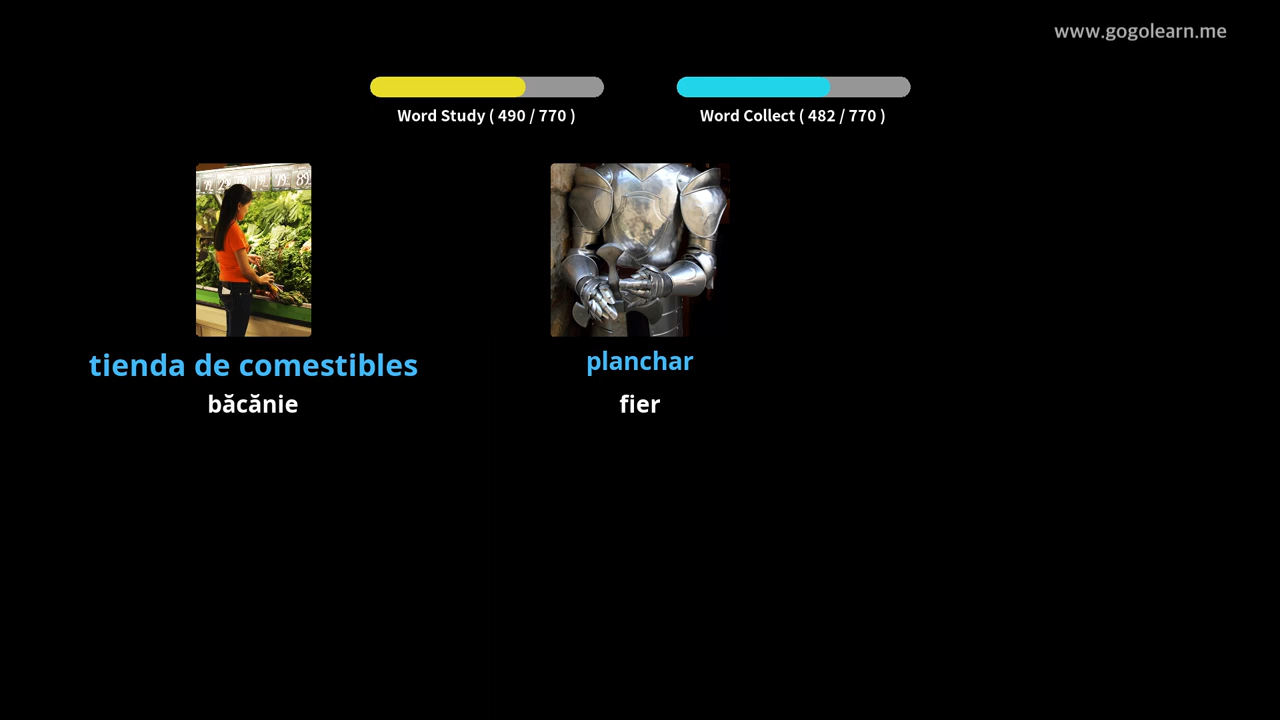 www.gogolearn.me
Word Study ( 490 / 770 )
Word Collect ( 482 / 770 )
tienda de comestibles
băcănie
planchar
fier